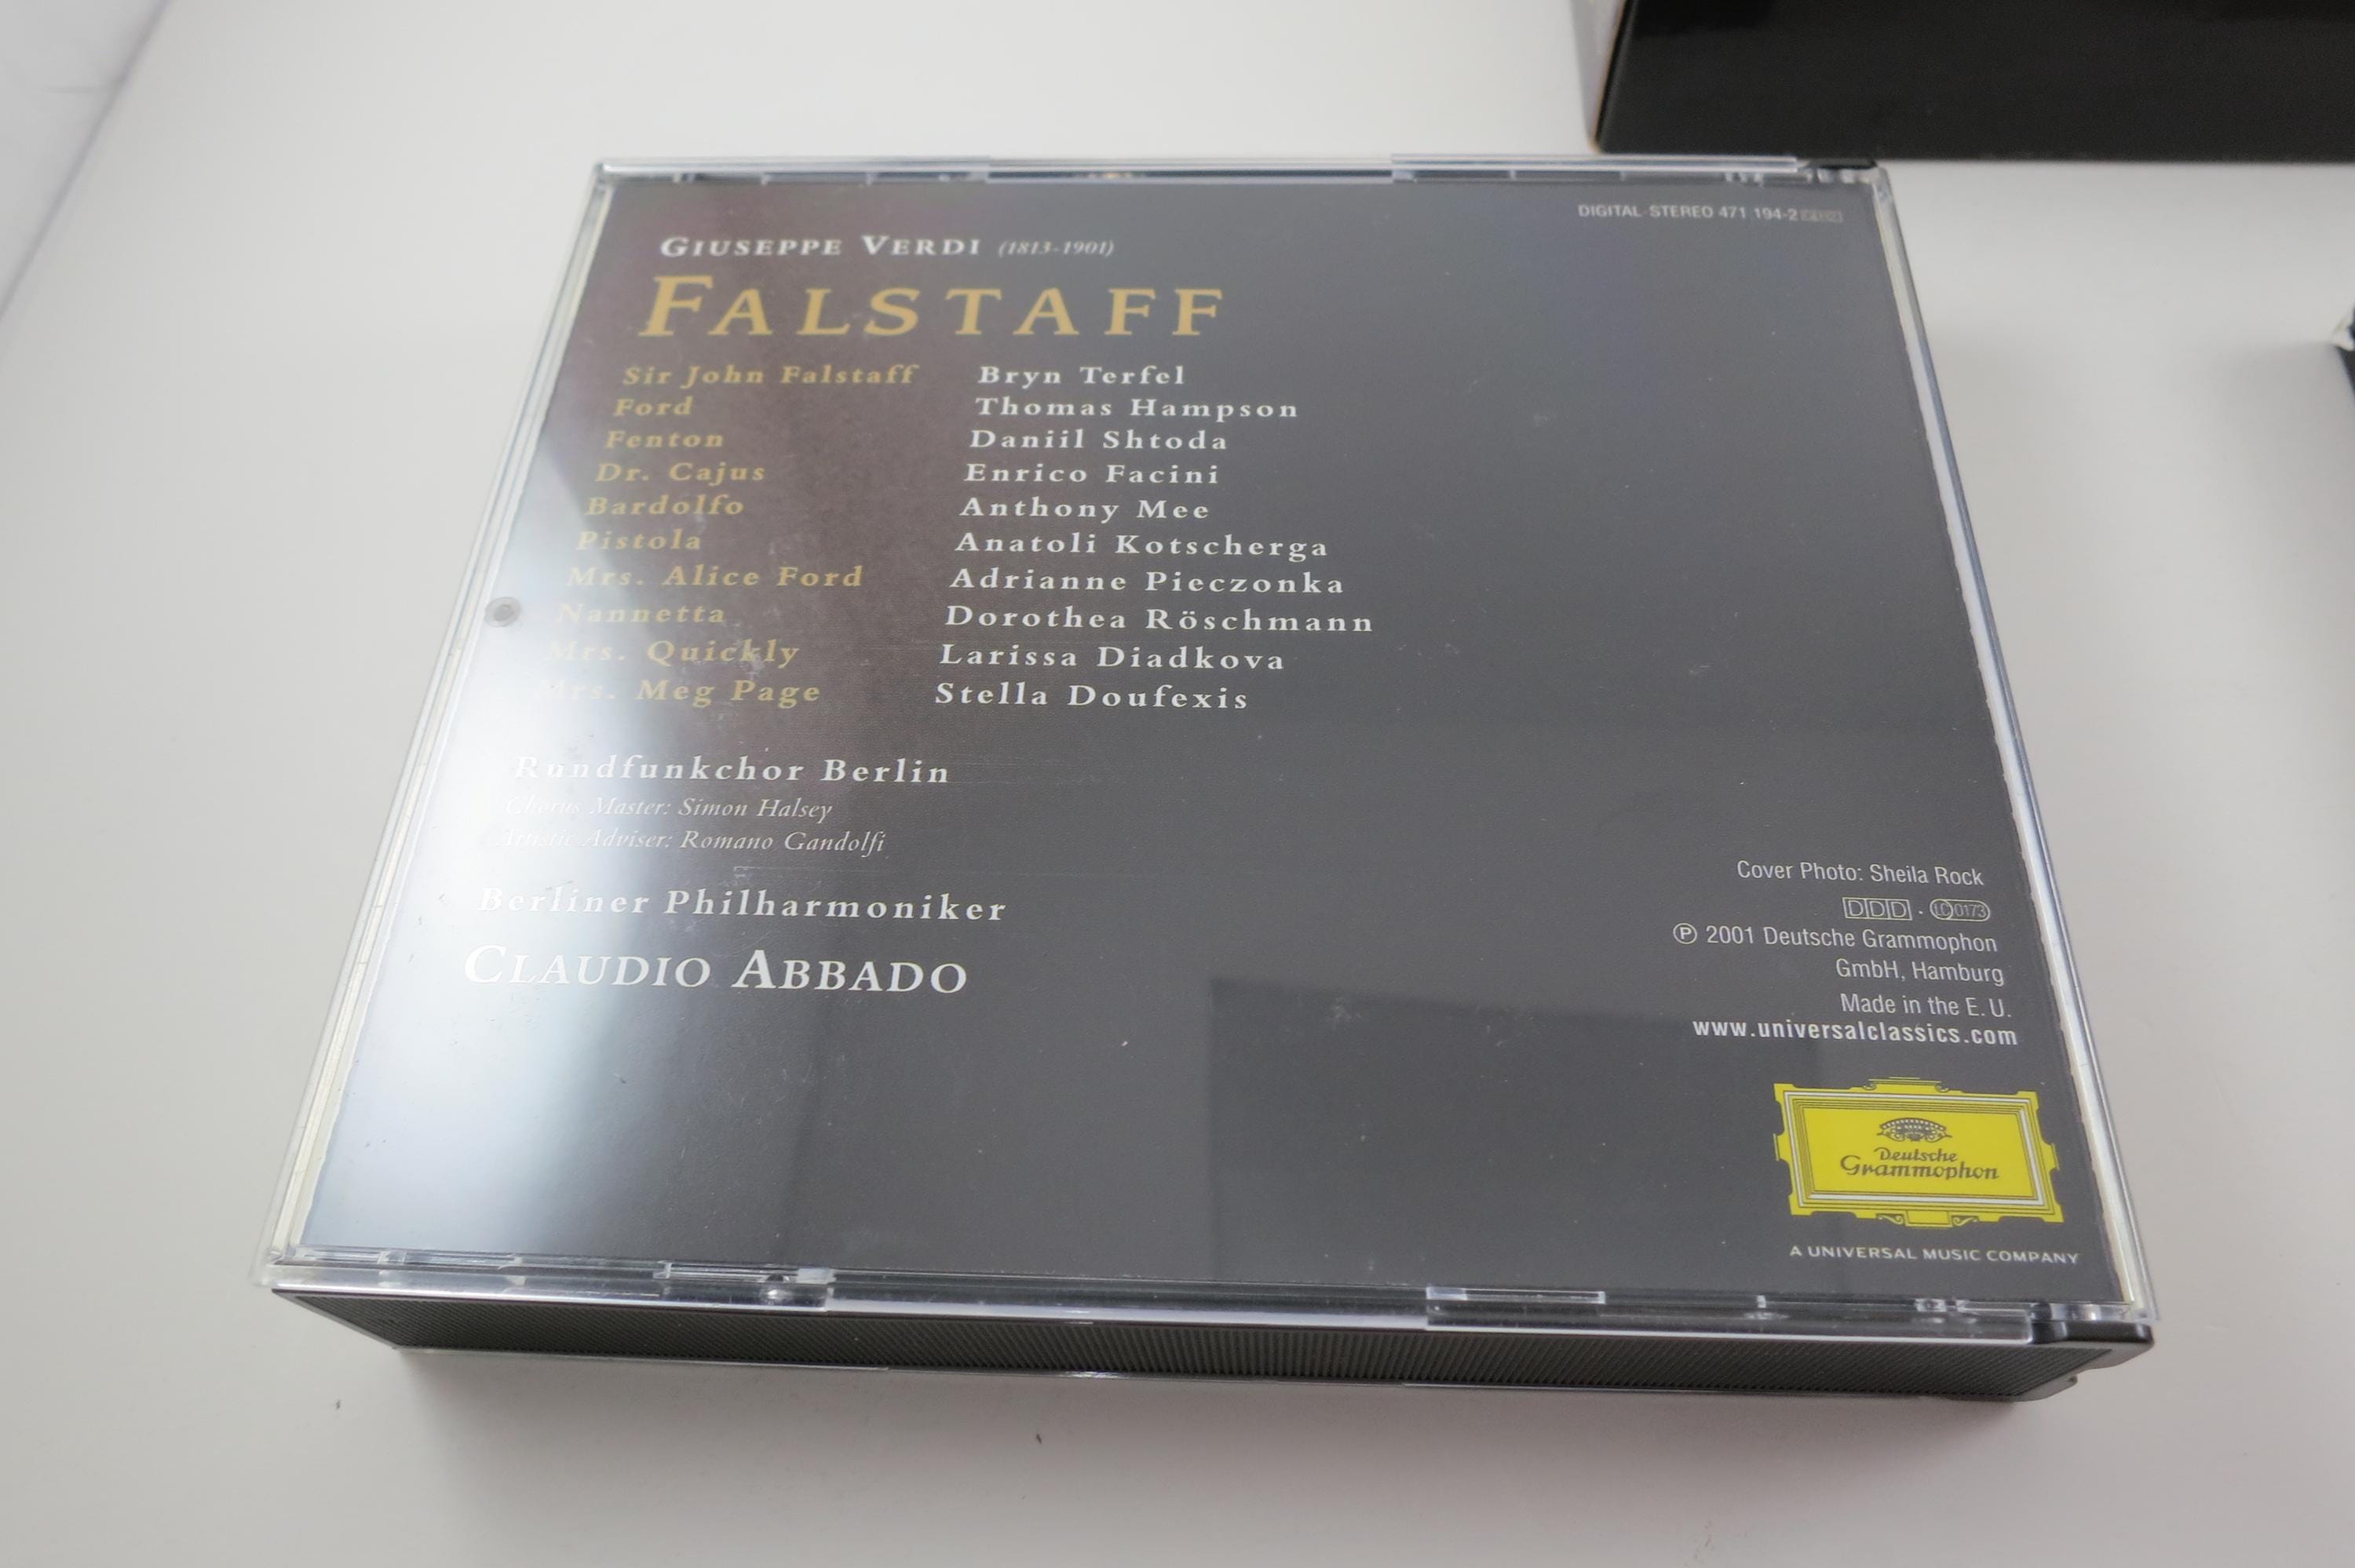 DIGITAL STEREO 471 194-2
GIUSEPPE VERDI (1813-1901)
FALSTAFF
Sir John Falstaff Bryn Terfel
Ford Thomas Hampson
Fenton Daniil Shtoda
Dr. Cajus Enrico Facini
Bardolfo Anthony Mee
Pistola Anatoli Kotscherga
Mrs. Alice Ford Adrianne Pieczonka
Nannetta Dorothea Röschmann
Mrs. Quickly Larissa Diadkova
Mrs. Meg Page Stella Doufexis
Rundfunkchor Berlin
Chorus Master: Simon Halsey
Artistic Adviser: Romano Gandolfi
Berliner Philharmoniker
CLAUDIO ABBADO
Cover Photo: Sheila Rock
DDD · LC 0173
℗ 2001 Deutsche Grammophon
GmbH, Hamburg
Made in the E. U.
www.universalclassics.com
Deutsche
Grammophon
A UNIVERSAL MUSIC COMPANY